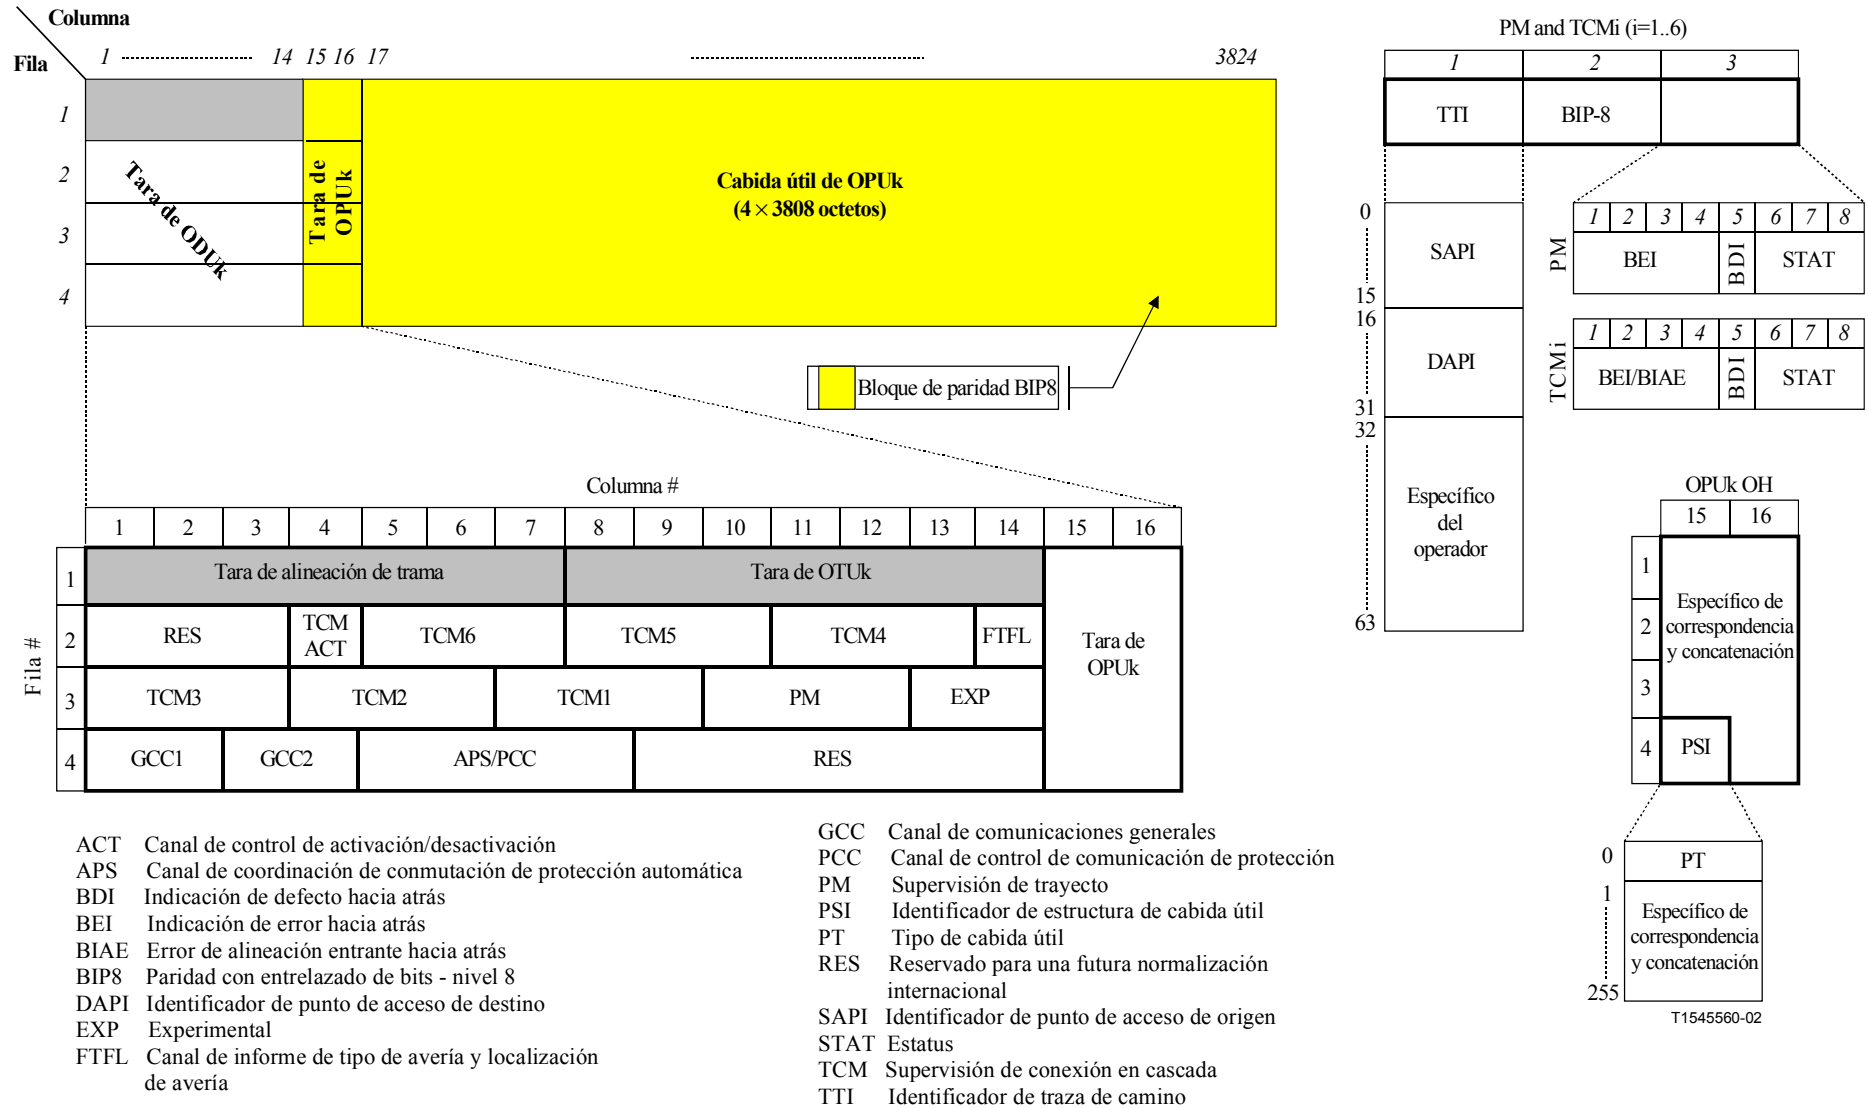 Columna
Fila
1 14 15 16 17 3824
1
2
3
4
Tara de ODUk
Tara de
OPUk
Cabida útil de OPUk
(4 × 3808 octetos)
Bloque de paridad BIP8
PM and TCMi (i=1..6)
1 2 3
TTI BIP-8
0
15
16
31
32
63
SAPI
DAPI
Específico
del
operador
PM
1 2 3 4 5 6 7 8
BEI BDI STAT
TCMi
1 2 3 4 5 6 7 8
BEI/BIAE BDI STAT
Columna #
1 2 3 4 5 6 7 8 9 10 11 12 13 14 15 16
Fila #
1 Tara de alineación de trama Tara de OTUk
2 RES TCM
ACT TCM6 TCM5 TCM4 FTFL
3 TCM3 TCM2 TCM1 PM EXP
4 GCC1 GCC2 APS/PCC RES
Tara de
OPUk
OPUk OH
15 16
1
2
3
4
Específico de
correspondencia
y concatenación
PSI
0
1
255
PT
Específico de
correspondencia
y concatenación
T1545560-02
ACT Canal de control de activación/desactivación
APS Canal de coordinación de conmutación de protección automática
BDI Indicación de defecto hacia atrás
BEI Indicación de error hacia atrás
BIAE Error de alineación entrante hacia atrás
BIP8 Paridad con entrelazado de bits - nivel 8
DAPI Identificador de punto de acceso de destino
EXP Experimental
FTFL Canal de informe de tipo de avería y localización
de avería
GCC Canal de comunicaciones generales
PCC Canal de control de comunicación de protección
PM Supervisión de trayecto
PSI Identificador de estructura de cabida útil
PT Tipo de cabida útil
RES Reservado para una futura normalización
internacional
SAPI Identificador de punto de acceso de origen
STAT Estatus
TCM Supervisión de conexión en cascada
TTI Identificador de traza de camino